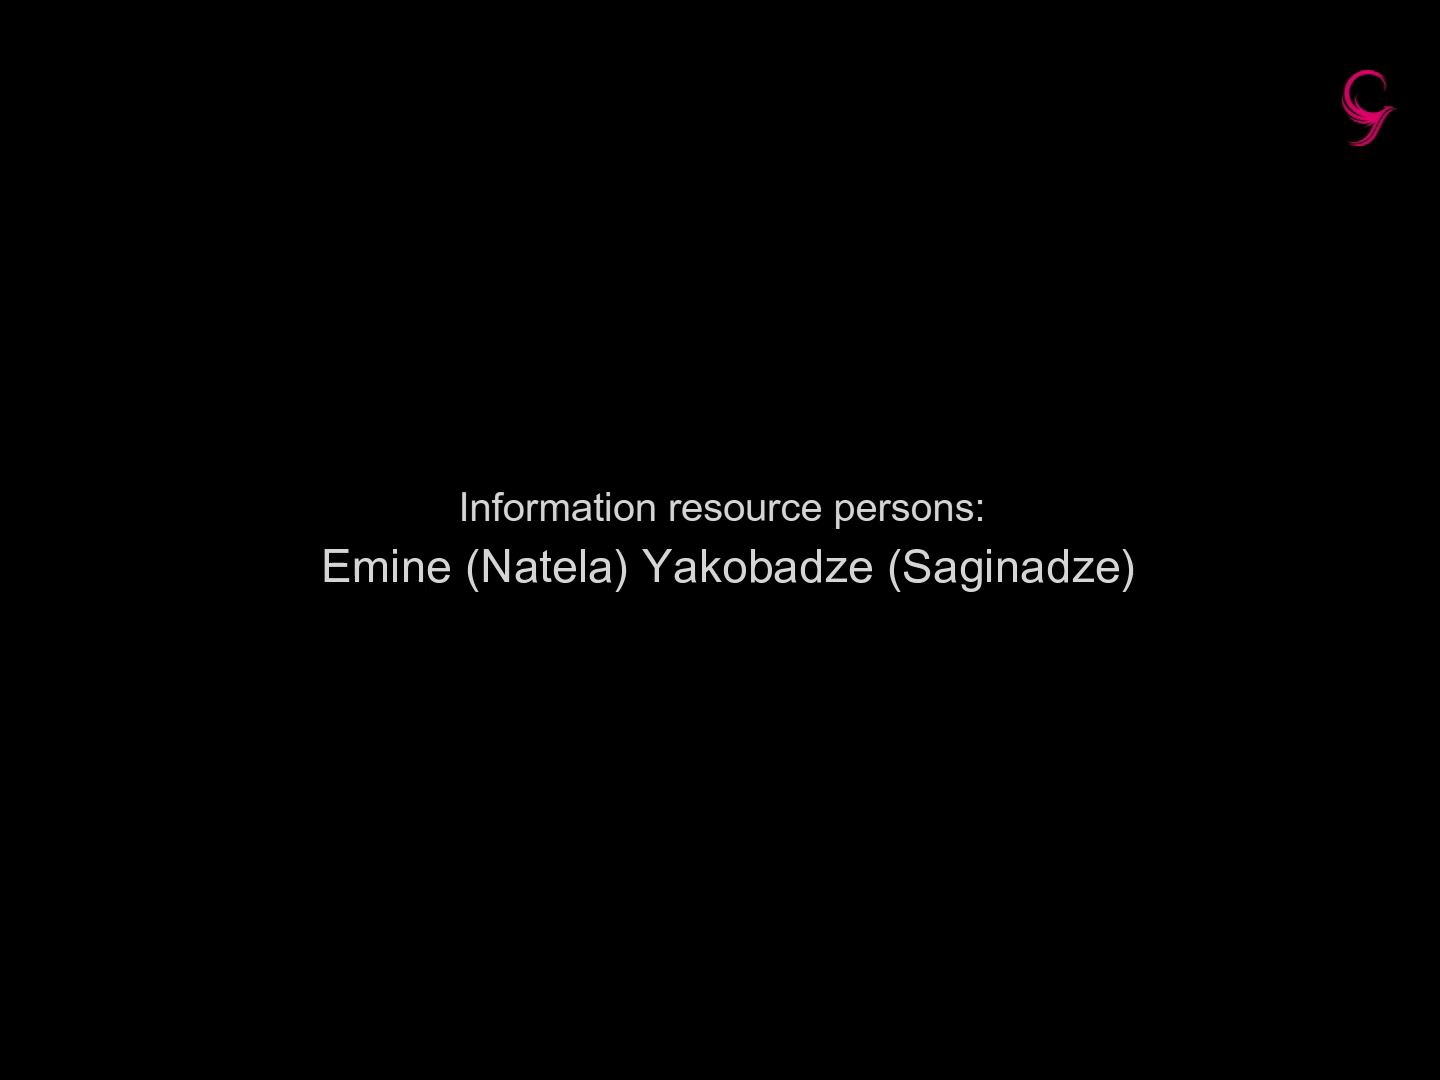 Information resource persons:
Emine (Natela) Yakobadze (Saginadze)